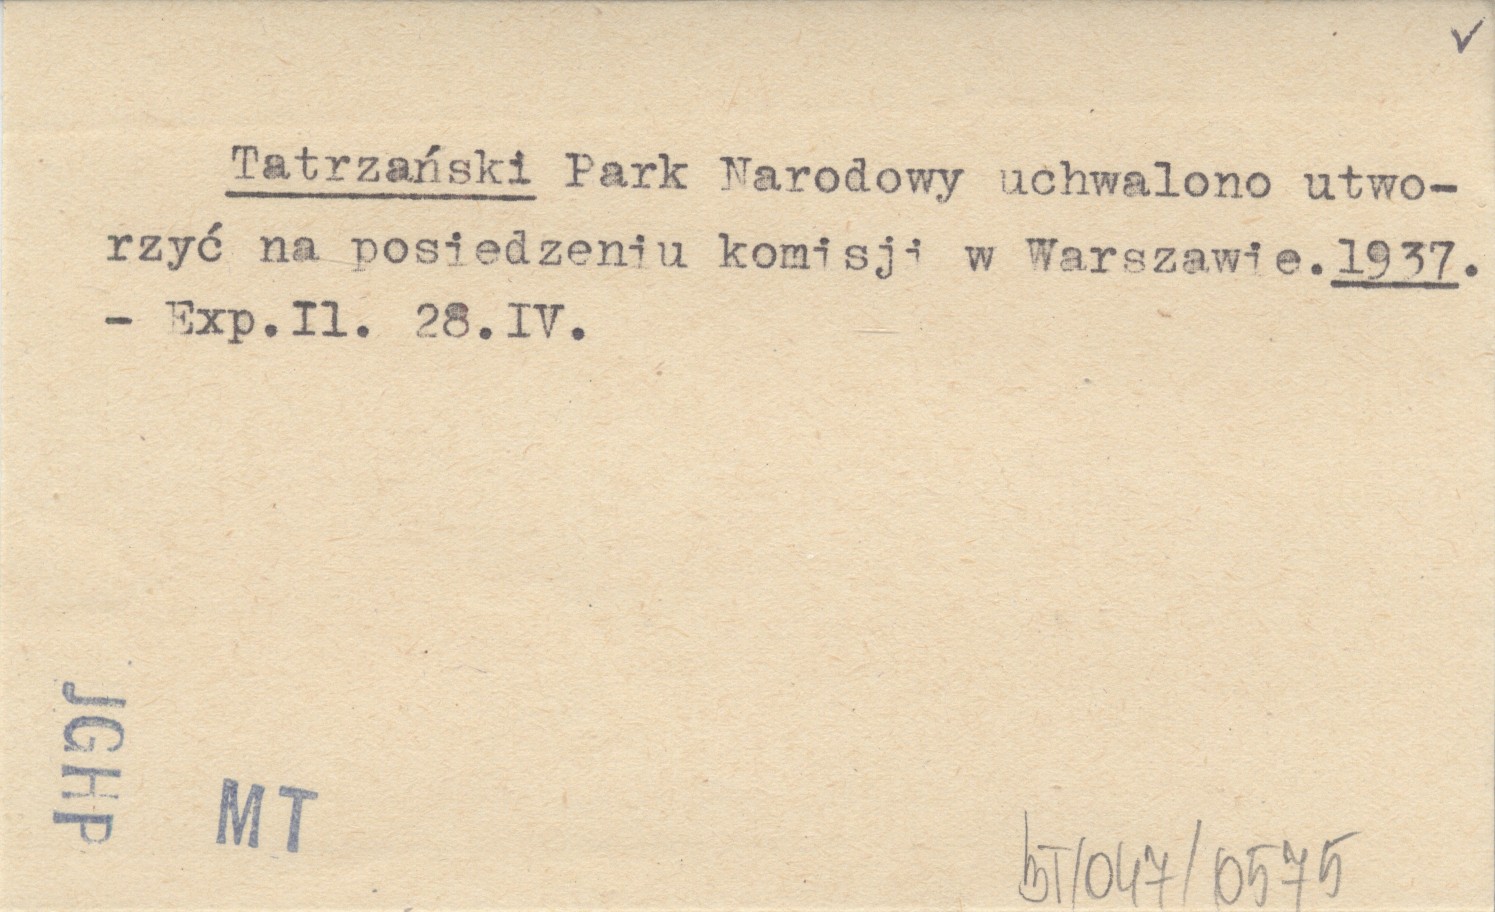 ✓
Tatrzański Park Narodowy uchwalono utwo-
rzyć na posiedzeniu komisji w Warszawie.1937.
- Exp.Il. 28.IV.
JGHP
MT
BT/047/0575